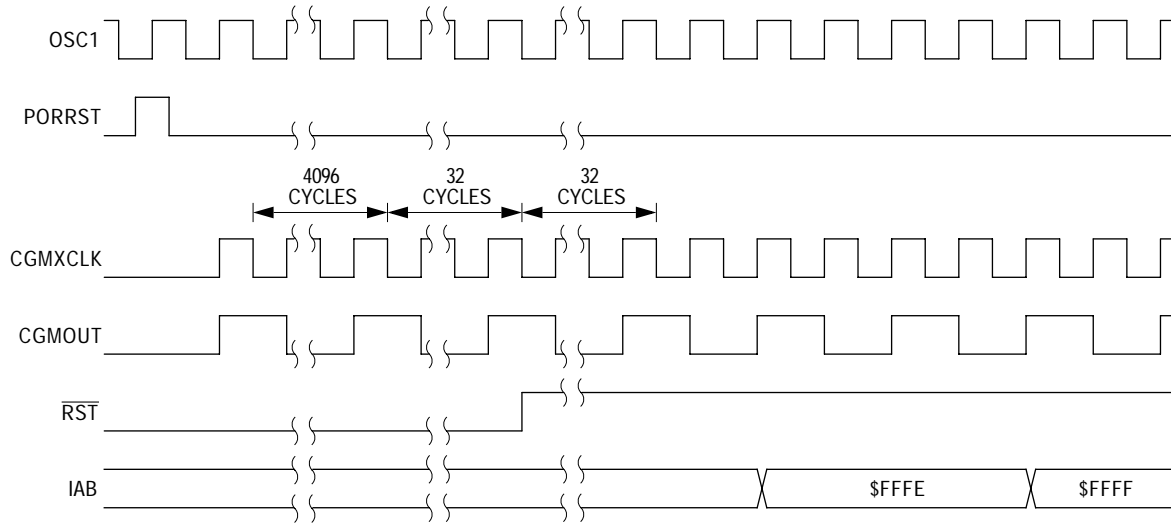 OSC1
PORRST
4096
CYCLES
32
CYCLES
32
CYCLES
CGMXCLK
CGMOUT
RST
IAB
$FFFE
$FFFF